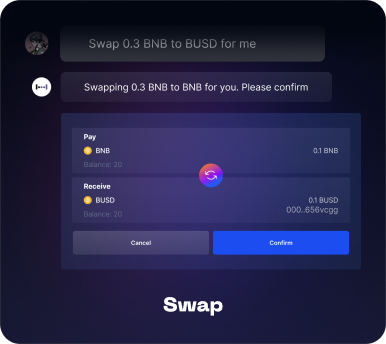 Swap 0.3 BNB to BUSD for me
Swapping 0.3 BNB to BNB for you. Please confirm
Pay
BNB 0.1 BNB
Balance: 20
Receive
BUSD 0.1 BUSD
000..656vcgg
Balance: 20
Cancel Confirm
Swap